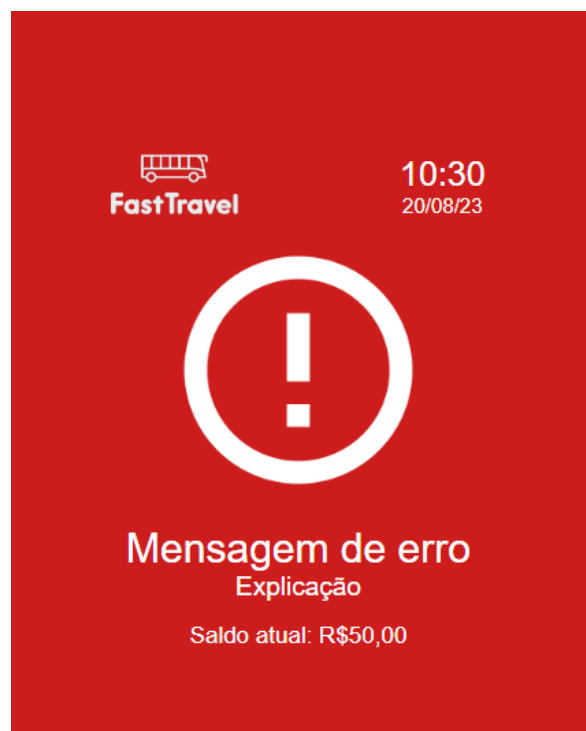 FastTravel
10:30
20/08/23
Mensagem de erro
Explicação
Saldo atual: R$50,00